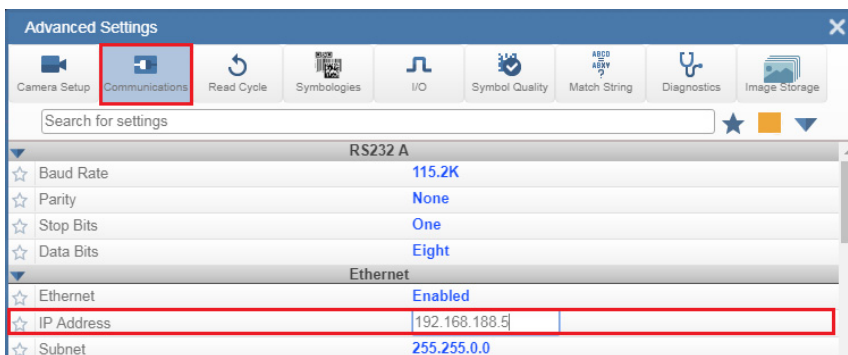 Advanced Settings
Camera Setup Communications Read Cycle Symbologies I/O Symbol Quality Match String Diagnostics Image Storage
Search for settings
RS232 A
Baud Rate 115.2K
Parity None
Stop Bits One
Data Bits Eight
Ethernet
Ethernet Enabled
IP Address 192.168.188.5
Subnet 255.255.0.0